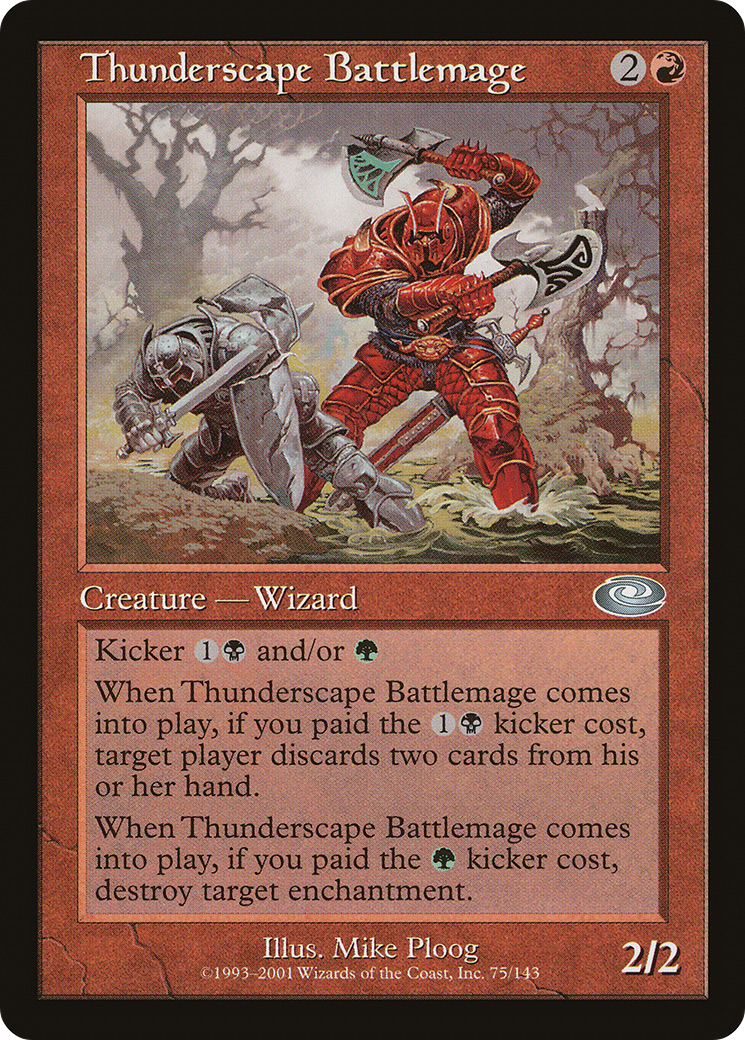 Thunderscape Battlemage 2
Creature — Wizard
Kicker 1 and/or
When Thunderscape Battlemage comes
into play, if you paid the 1 kicker cost,
target player discards two cards from his
or her hand.
When Thunderscape Battlemage comes
into play, if you paid the kicker cost,
destroy target enchantment.
Illus. Mike Ploog
©1993–2001 Wizards of the Coast, Inc. 75/143
2/2